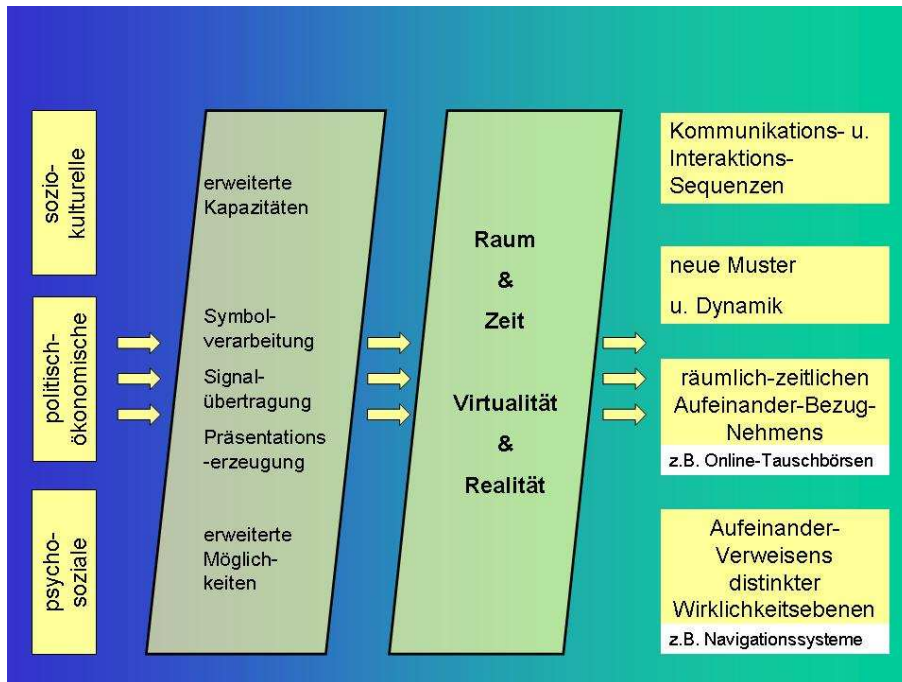 sozio-
kulturelle
politisch-
ökonomische
psycho-
soziale
erweiterte
Kapazitäten
Symbol-
verarbeitung
Signal-
übertragung
Präsentations
-erzeugung
erweiterte
Möglich-
keiten
Raum
&
Zeit
Virtualität
&
Realität
Kommunikations- u.
Interaktions-
Sequenzen
neue Muster
u. Dynamik
räumlich-zeitlichen
Aufeinander-Bezug-
Nehmens
z.B. Online-Tauschbörsen
Aufeinander-
Verweisens
distinkter
Wirklichkeitsebenen
z.B. Navigationssysteme